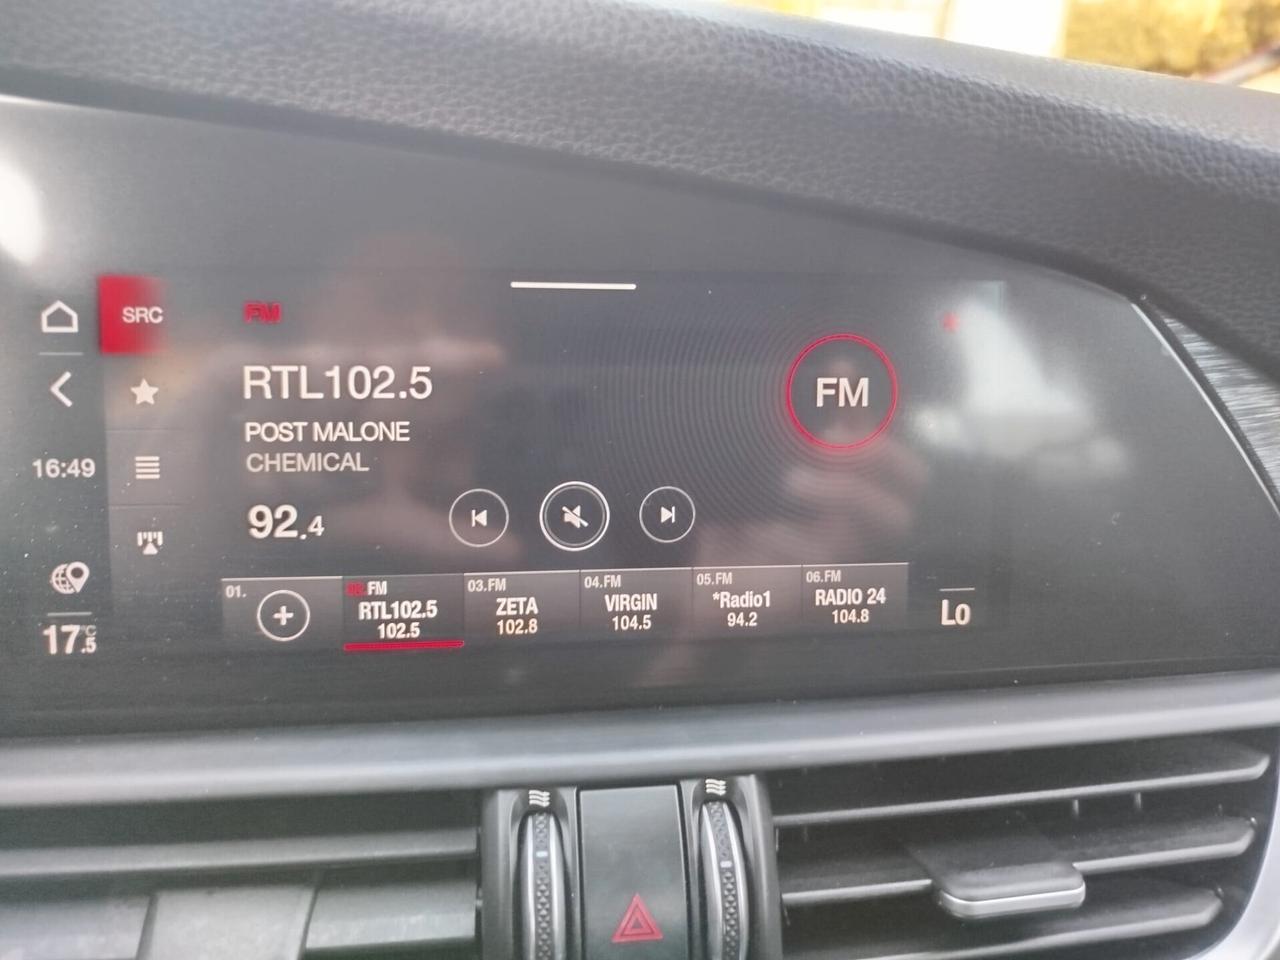 SRC
FM
RTL102.5
POST MALONE
CHEMICAL
92.4
FM
16:49
17.5°C
01.
02.FM
RTL102.5
102.5
03.FM
ZETA
102.8
04.FM
VIRGIN
104.5
05.FM
*Radio1
94.2
06.FM
RADIO 24
104.8
Lo